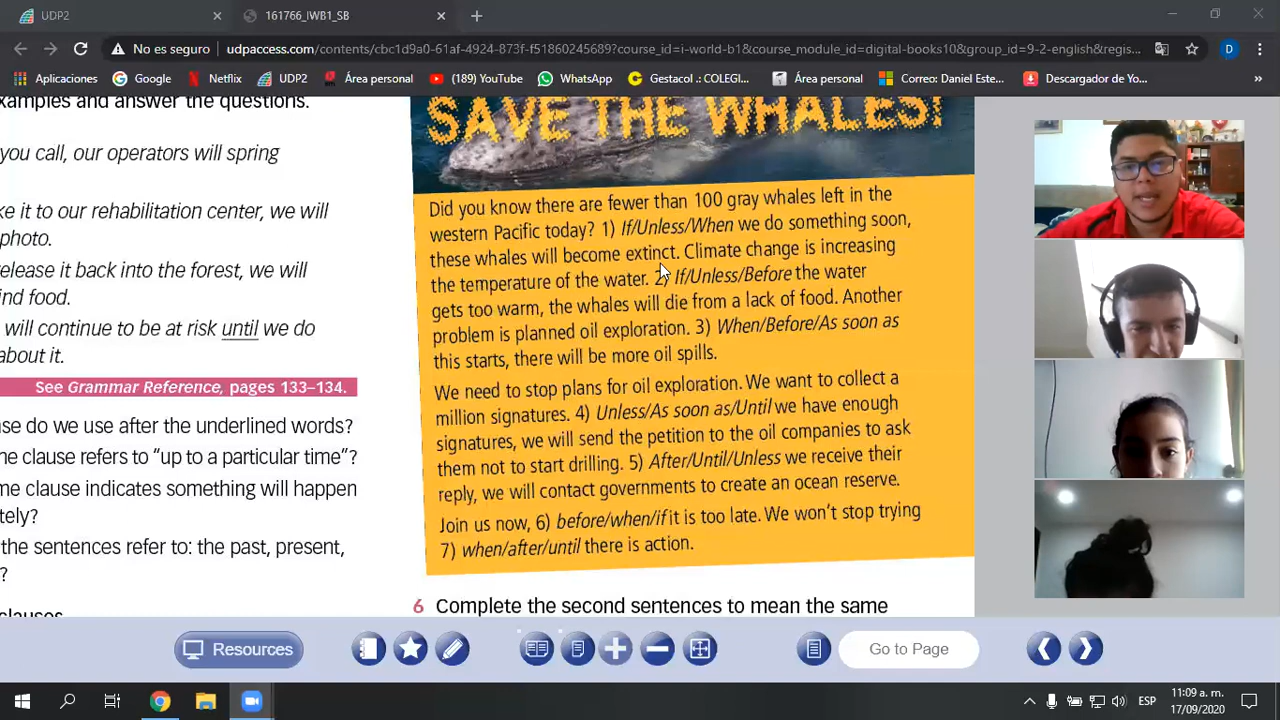 UDP2
161766_IWB1_SB
No es seguro
udpaccess.com/contents/cbc1d9a0-61af-4924-873f-f51860245689?course_id=i-world-b1&course_module_id=digital-books10&group_id=9-2-english&regis...
D
Aplicaciones
Google
Netflix
UDP2
Área personal
(189) YouTube
WhatsApp
Gestacol .: COLEGI...
Área personal
Correo: Daniel Este...
Descargador de Yo...
»
examples and answer the questions.
you call, our operators will spring
ke it to our rehabilitation center, we will
photo.
release it back into the forest, we will
ind food.
will continue to be at risk until we do
about it.
See Grammar Reference, pages 133–134.
se do we use after the underlined words?
ne clause refers to “up to a particular time”?
me clause indicates something will happen
tely?
the sentences refer to: the past, present,
?
clauses
SAVE THE WHALES!
Did you know there are fewer than 100 gray whales left in the
western Pacific today? 1) If/Unless/When we do something soon,
these whales will become extinct. Climate change is increasing
the temperature of the water. 2) If/Unless/Before the water
gets too warm, the whales will die from a lack of food. Another
problem is planned oil exploration. 3) When/Before/As soon as
this starts, there will be more oil spills.
We need to stop plans for oil exploration. We want to collect a
million signatures. 4) Unless/As soon as/Until we have enough
signatures, we will send the petition to the oil companies to ask
them not to start drilling. 5) After/Until/Unless we receive their
reply, we will contact governments to create an ocean reserve.
Join us now, 6) before/when/if it is too late. We won’t stop trying
7) when/after/until there is action.
6 Complete the second sentences to mean the same
Resources
Go to Page
ESP
11:09 a. m.
17/09/2020